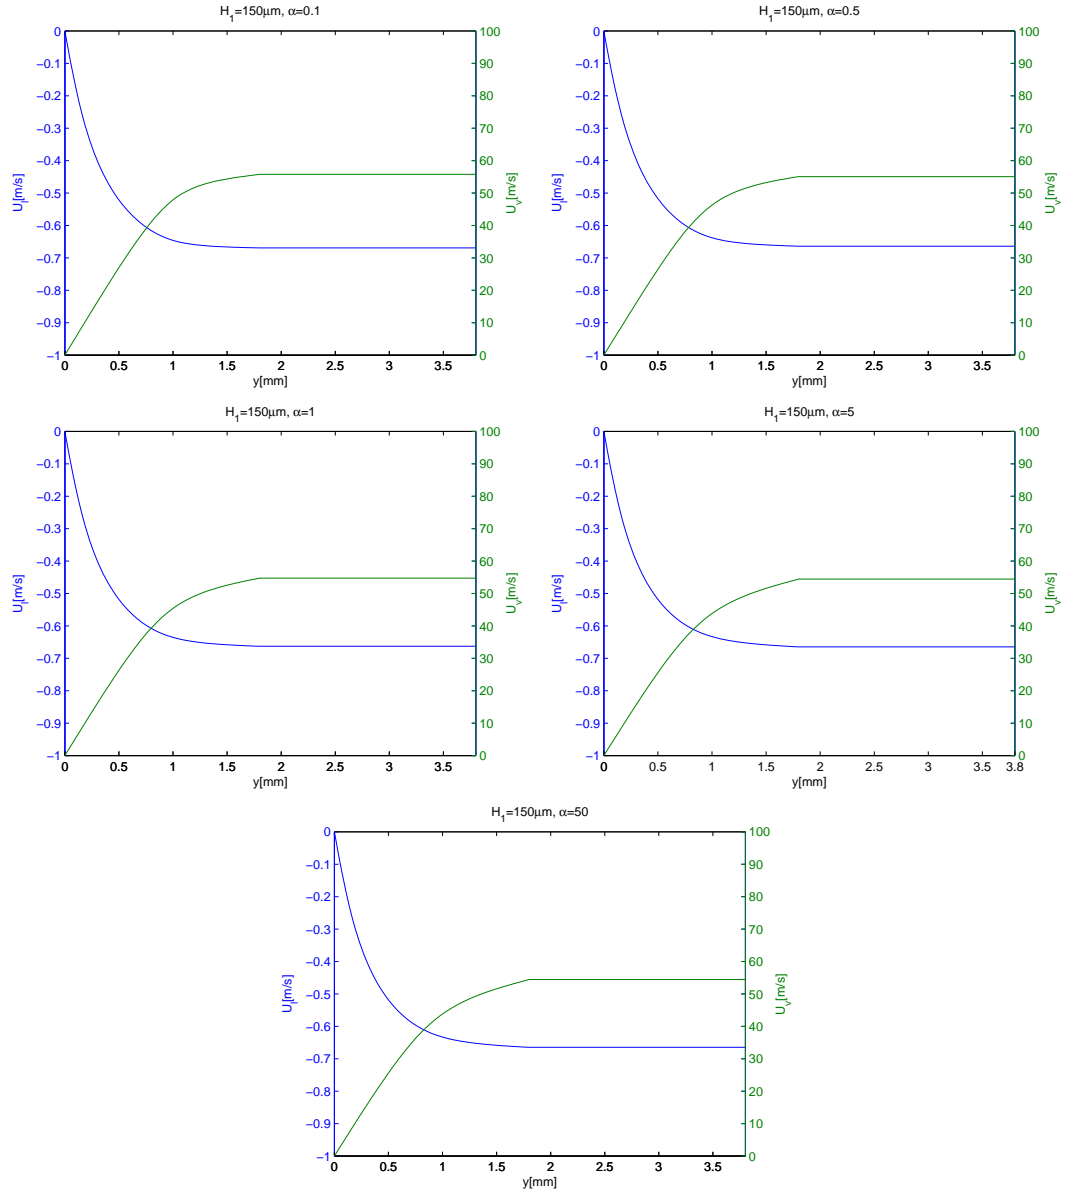 H1=150μm, α=0.1
0 −0.1 −0.2 −0.3 −0.4 −0.5 −0.6 −0.7 −0.8 −0.9 −1
Ul[m/s]
100 90 80 70 60 50 40 30 20 10 0
Uv[m/s]
0 0.5 1 1.5 2 2.5 3 3.5
y[mm]
H1=150μm, α=0.5
0 −0.1 −0.2 −0.3 −0.4 −0.5 −0.6 −0.7 −0.8 −0.9 −1
Ul[m/s]
100 90 80 70 60 50 40 30 20 10 0
Uv[m/s]
0 0.5 1 1.5 2 2.5 3 3.5
y[mm]
H1=150μm, α=1
0 −0.1 −0.2 −0.3 −0.4 −0.5 −0.6 −0.7 −0.8 −0.9 −1
Ul[m/s]
100 90 80 70 60 50 40 30 20 10 0
Uv[m/s]
0 0.5 1 1.5 2 2.5 3 3.5
y[mm]
H1=150μm, α=5
0 −0.1 −0.2 −0.3 −0.4 −0.5 −0.6 −0.7 −0.8 −0.9 −1
Ul[m/s]
100 90 80 70 60 50 40 30 20 10 0
Uv[m/s]
0 0.5 1 1.5 2 2.5 3 3.5 3.8
y[mm]
H1=150μm, α=50
0 −0.1 −0.2 −0.3 −0.4 −0.5 −0.6 −0.7 −0.8 −0.9 −1
Ul[m/s]
100 90 80 70 60 50 40 30 20 10 0
Uv[m/s]
0 0.5 1 1.5 2 2.5 3 3.5
y[mm]